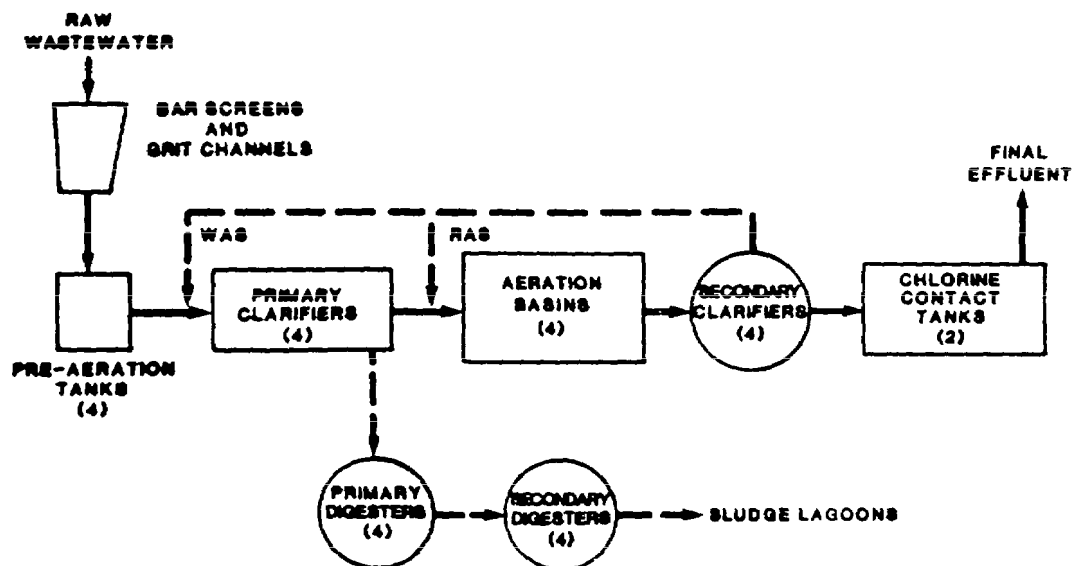 RAW
WASTEWATER
BAR SCREENS
AND
GRIT CHANNELS
FINAL
EFFLUENT
WAS
RAS
PRIMARY
CLARIFIERS
(4)
AERATION
BASINS
(4)
SECONDARY
CLARIFIERS
(4)
CHLORINE
CONTACT
TANKS
(2)
PRE-AERATION
TANKS
(4)
PRIMARY
DIGESTERS
(4)
SECONDARY
DIGESTERS
(4)
SLUDGE LAGOONS